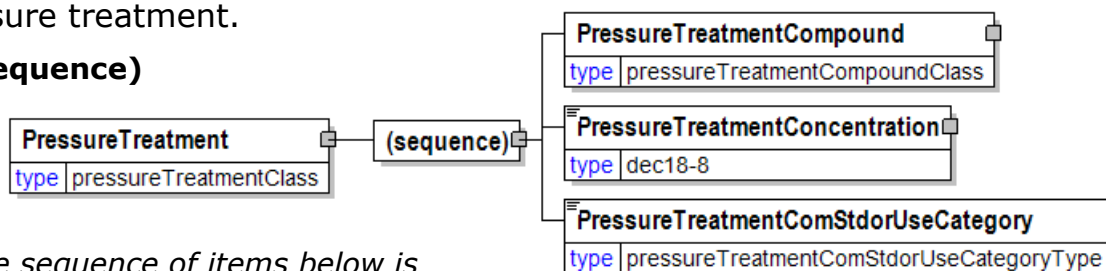 sure treatment.
equence)
PressureTreatment
type pressureTreatmentClass
(sequence)
PressureTreatmentCompound
type pressureTreatmentCompoundClass
PressureTreatmentConcentration
type dec18-8
PressureTreatmentComStdorUseCategory
type pressureTreatmentComStdorUseCategoryType
e sequence of items below is